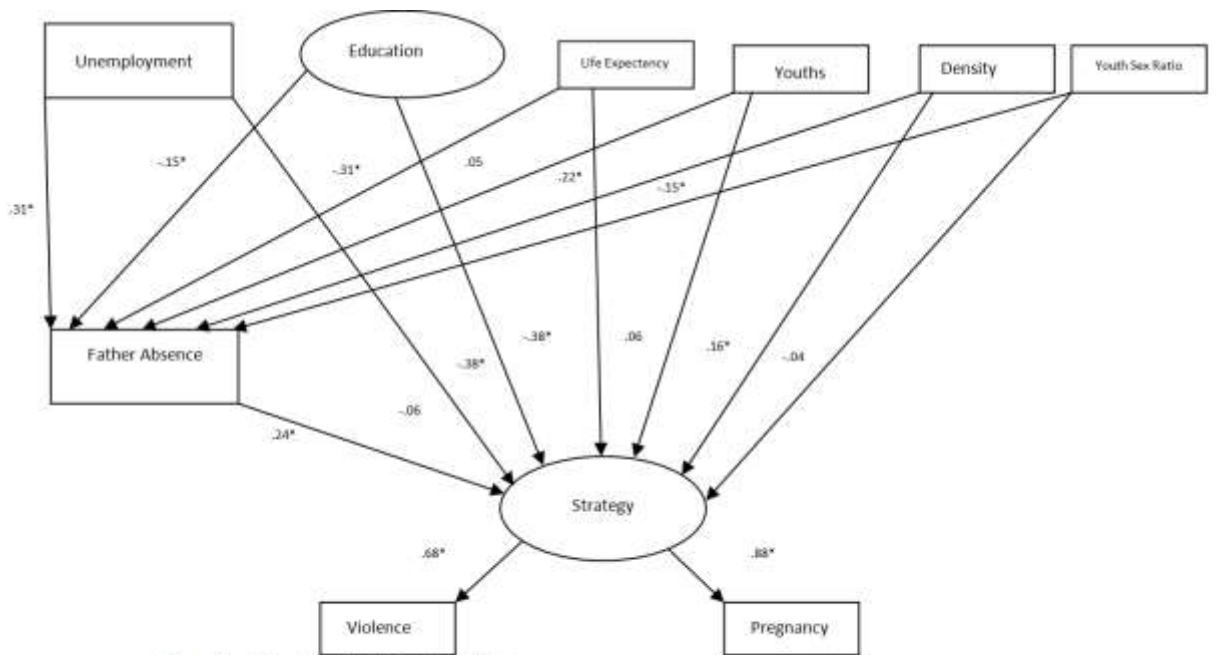 Unemployment
Education
Life Expectancy
Youths
Density
Youth Sex Ratio
-.15*
-.31*
.05
.22*
-.15*
.31*
Father Absence
-.38*
-.38*
.06
.16*
-.04
-.06
.24*
Strategy
.68*
.88*
Violence
Pregnancy